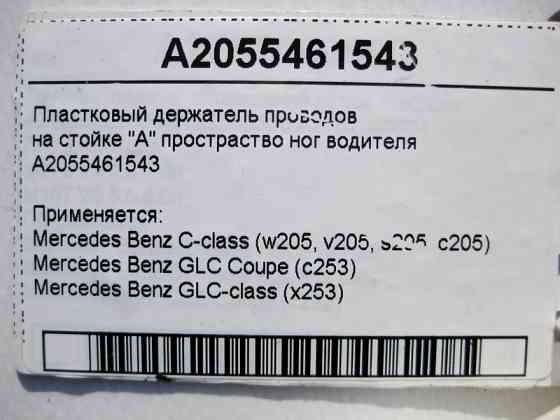 A2055461543
Пластковый держатель проводов
на стойке "А" простраство ног водителя
A2055461543
Применяется:
Mercedes Benz C-class (w205, v205, s205, c205)
Mercedes Benz GLC Coupe (c253)
Mercedes Benz GLC-class (x253)